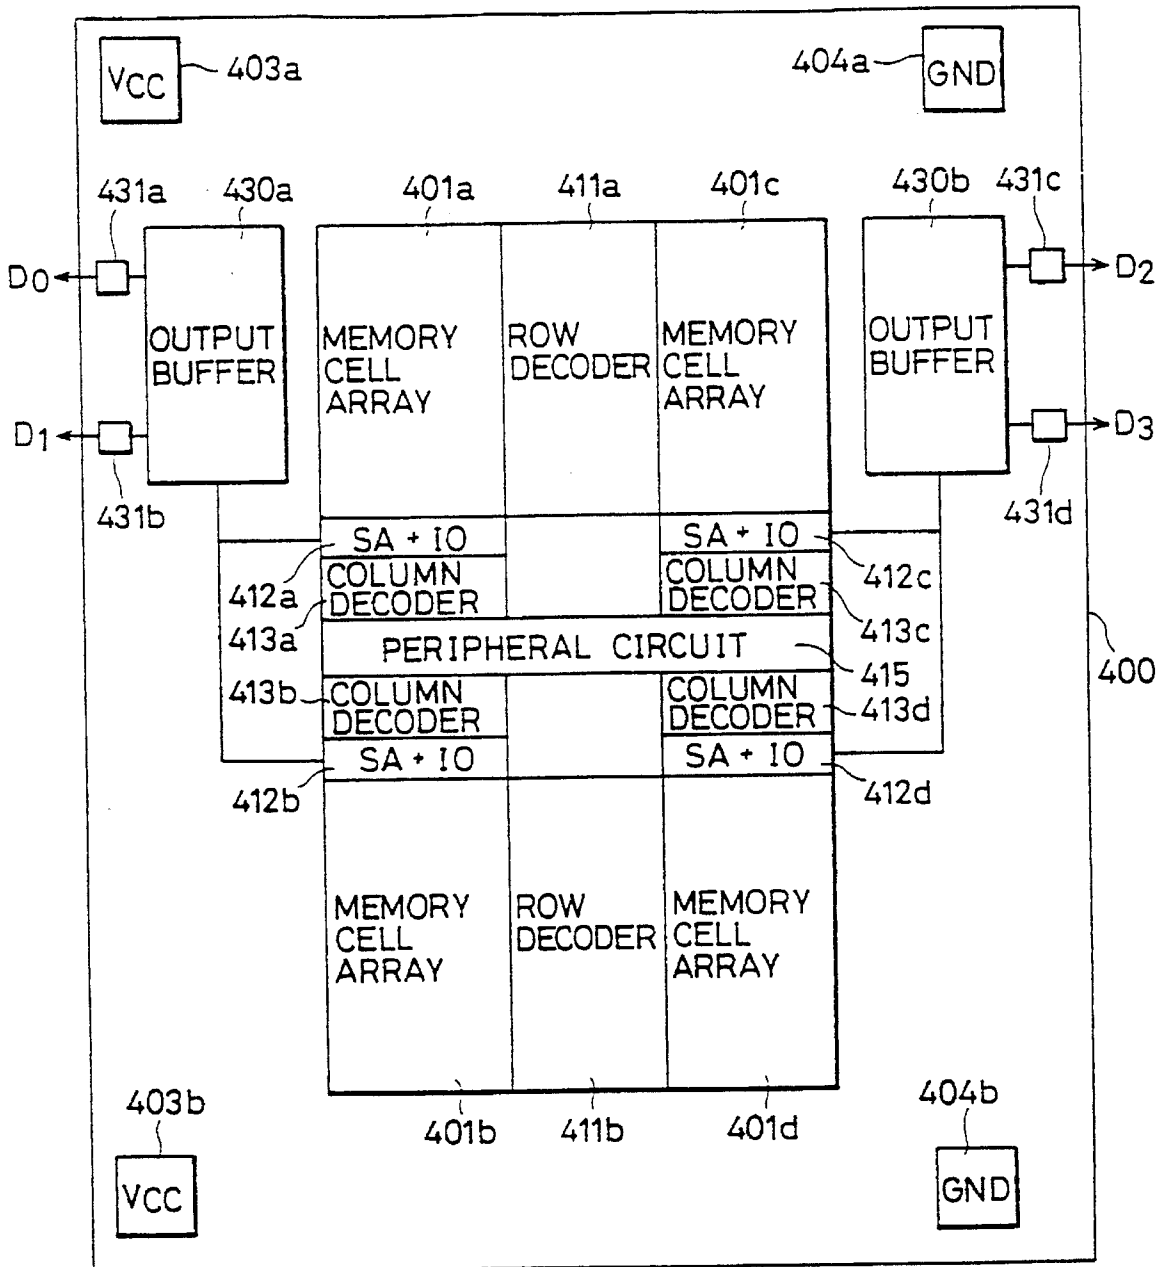 VCC
403a
404a
GND
431a
430a
401a
411a
401c
430b
431c
D0
D2
OUTPUT
BUFFER
MEMORY
CELL
ARRAY
ROW
DECODER
MEMORY
CELL
ARRAY
OUTPUT
BUFFER
D1
D3
431b
431d
SA + IO
SA + IO
412a
COLUMN
DECODER
COLUMN
DECODER
412c
413a
413c
PERIPHERAL CIRCUIT
415
400
413b
COLUMN
DECODER
COLUMN
DECODER
413d
SA + IO
SA + IO
412b
412d
MEMORY
CELL
ARRAY
ROW
DECODER
MEMORY
CELL
ARRAY
403b
401b
411b
401d
404b
VCC
GND